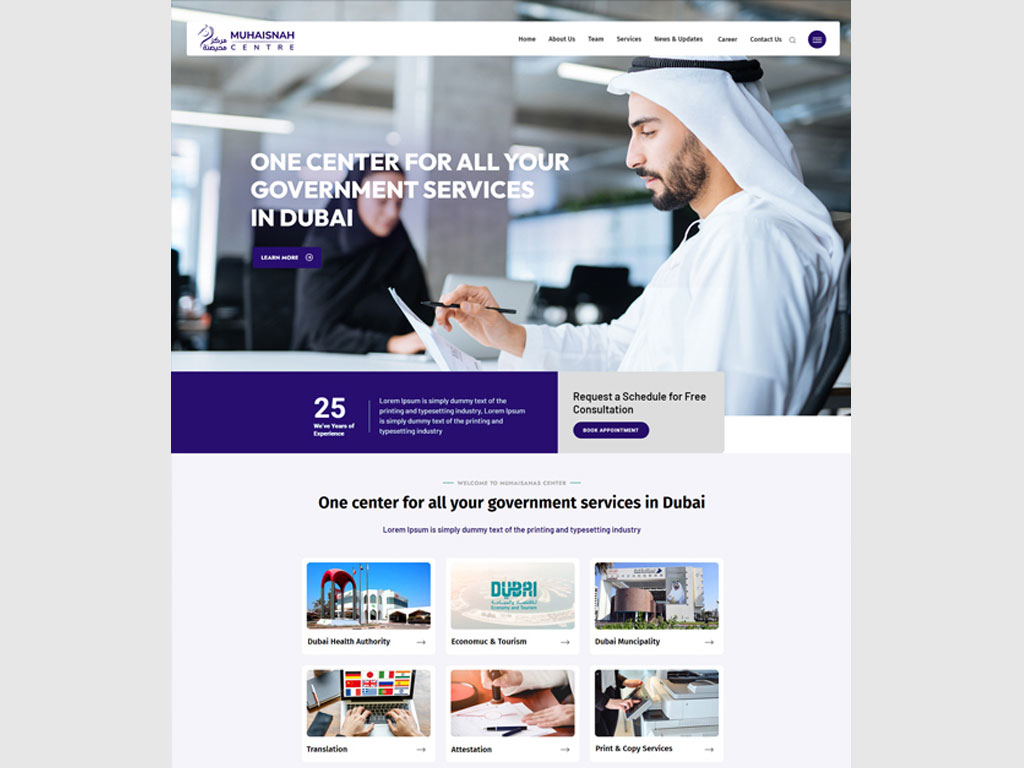 مركز
محيصنة
MUHAISNAH
CENTRE
Home About Us Team Services News & Updates Career Contact Us
ONE CENTER FOR ALL YOUR
GOVERNMENT SERVICES
IN DUBAI
LEARN MORE
25
We've Years of
Experience
Lorem Ipsum is simply dummy text of the
printing and typesetting industry, Lorem Ipsum
is simply dummy text of the printing and
typesetting industry
Request a Schedule for Free
Consultation
BOOK APPOINTMENT
WELCOME TO MUHAISANAS CENTER
One center for all your government services in Dubai
Lorem Ipsum is simply dummy text of the printing and typesetting industry
DUBAI
Economy and Tourism
Dubai Health Authority
Economuc & Tourism
Dubai Muncipality
Translation
Attestation
Print & Copy Services